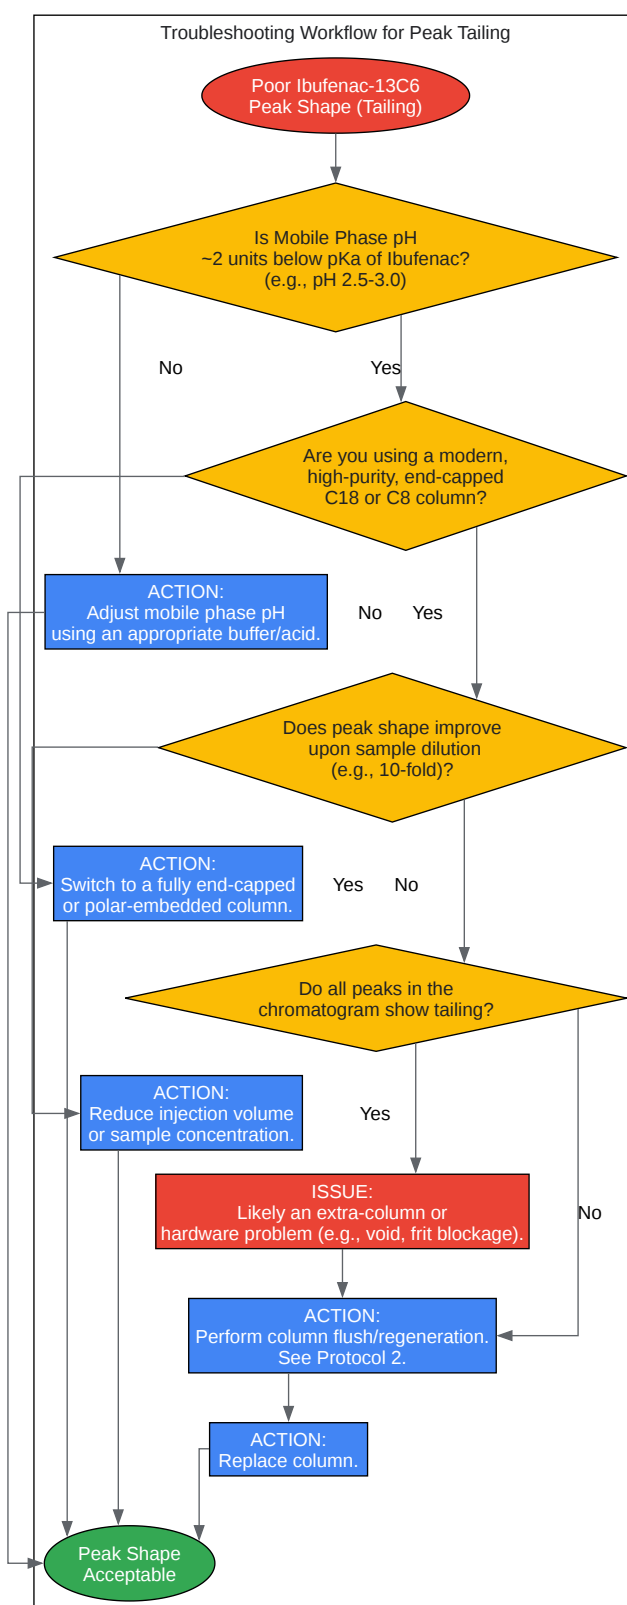 Troubleshooting Workflow for Peak Tailing
Poor Ibufenac-13C6
Peak Shape (Tailing)
Is Mobile Phase pH
~2 units below pKa of Ibufenac?
(e.g., pH 2.5-3.0)
No
Yes
Are you using a modern,
high-purity, end-capped
C18 or C8 column?
ACTION:
Adjust mobile phase pH
using an appropriate buffer/acid.
No
Yes
Does peak shape improve
upon sample dilution
(e.g., 10-fold)?
ACTION:
Switch to a fully end-capped
or polar-embedded column.
Yes
No
Do all peaks in the
chromatogram show tailing?
ACTION:
Reduce injection volume
or sample concentration.
Yes
ISSUE:
Likely an extra-column or
hardware problem (e.g., void, frit blockage).
No
ACTION:
Perform column flush/regeneration.
See Protocol 2.
ACTION:
Replace column.
Peak Shape
Acceptable